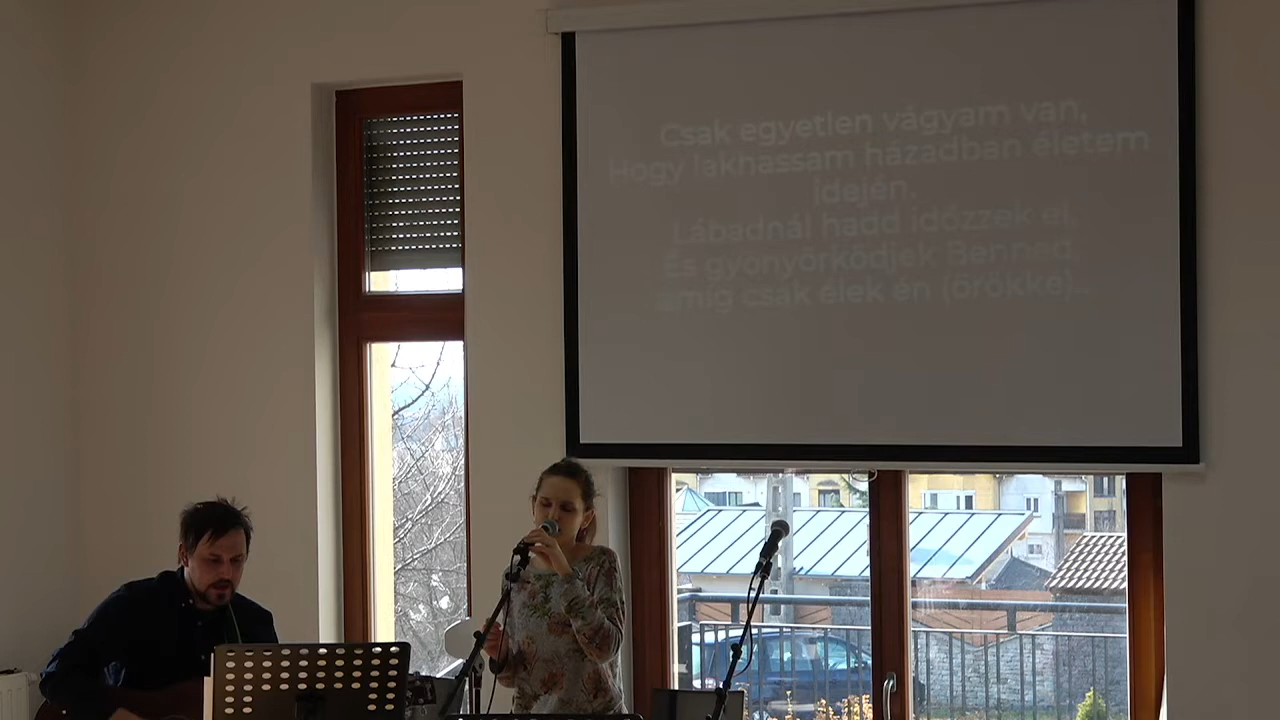 Csak egyetlen vágyam van,
Hogy lakhassam házadban életem
idején.
Lábadnál hadd időzzek el,
És gyönyörködjek Benned,
amíg csak élek én (örökké)...